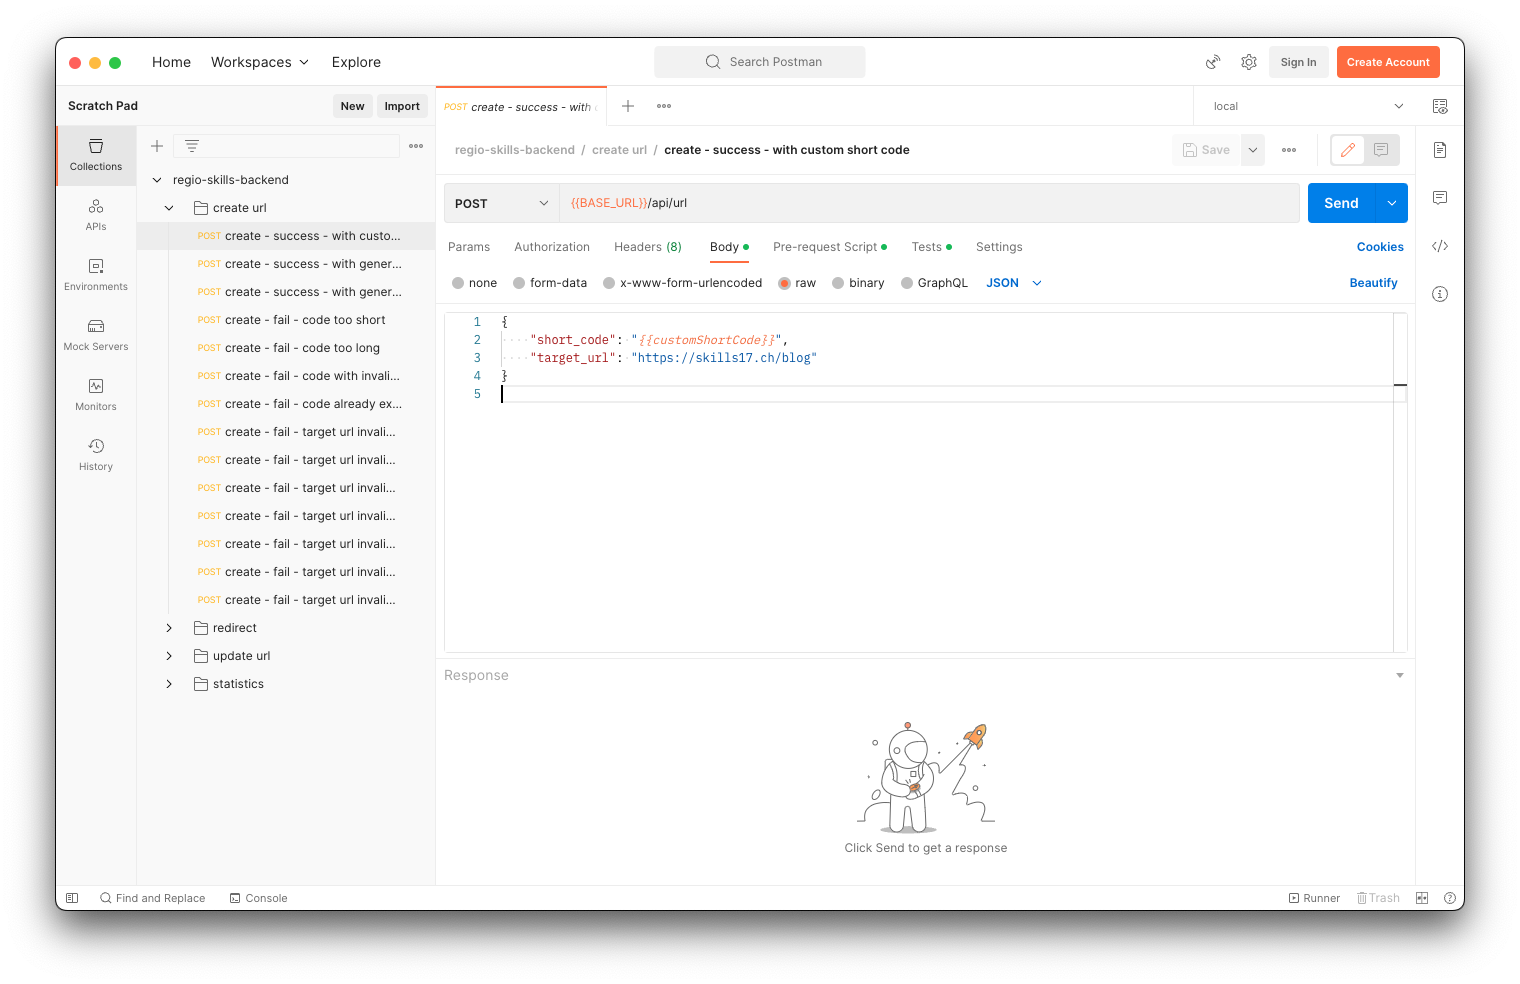 Home Workspaces Explore
Search Postman
Sign In Create Account
Scratch Pad New Import
POST create - success - with
local
Collections
APIs
Environments
Mock Servers
Monitors
History
regio-skills-backend
create url
POST create - success - with custo...
POST create - success - with gener...
POST create - success - with gener...
POST create - fail - code too short
POST create - fail - code too long
POST create - fail - code with invali...
POST create - fail - code already ex...
POST create - fail - target url invali...
POST create - fail - target url invali...
POST create - fail - target url invali...
POST create - fail - target url invali...
POST create - fail - target url invali...
POST create - fail - target url invali...
POST create - fail - target url invali...
redirect
update url
statistics
regio-skills-backend / create url / create - success - with custom short code
Save
POST {{BASE_URL}}/api/url Send
Params Authorization Headers (8) Body Pre-request Script Tests Settings Cookies
none form-data x-www-form-urlencoded raw binary GraphQL JSON Beautify
1 {
2 "short_code": "{{customShortCode}}",
3 "target_url": "https://skills17.ch/blog"
4 }
5
Response
Click Send to get a response
Find and Replace Console Runner Trash